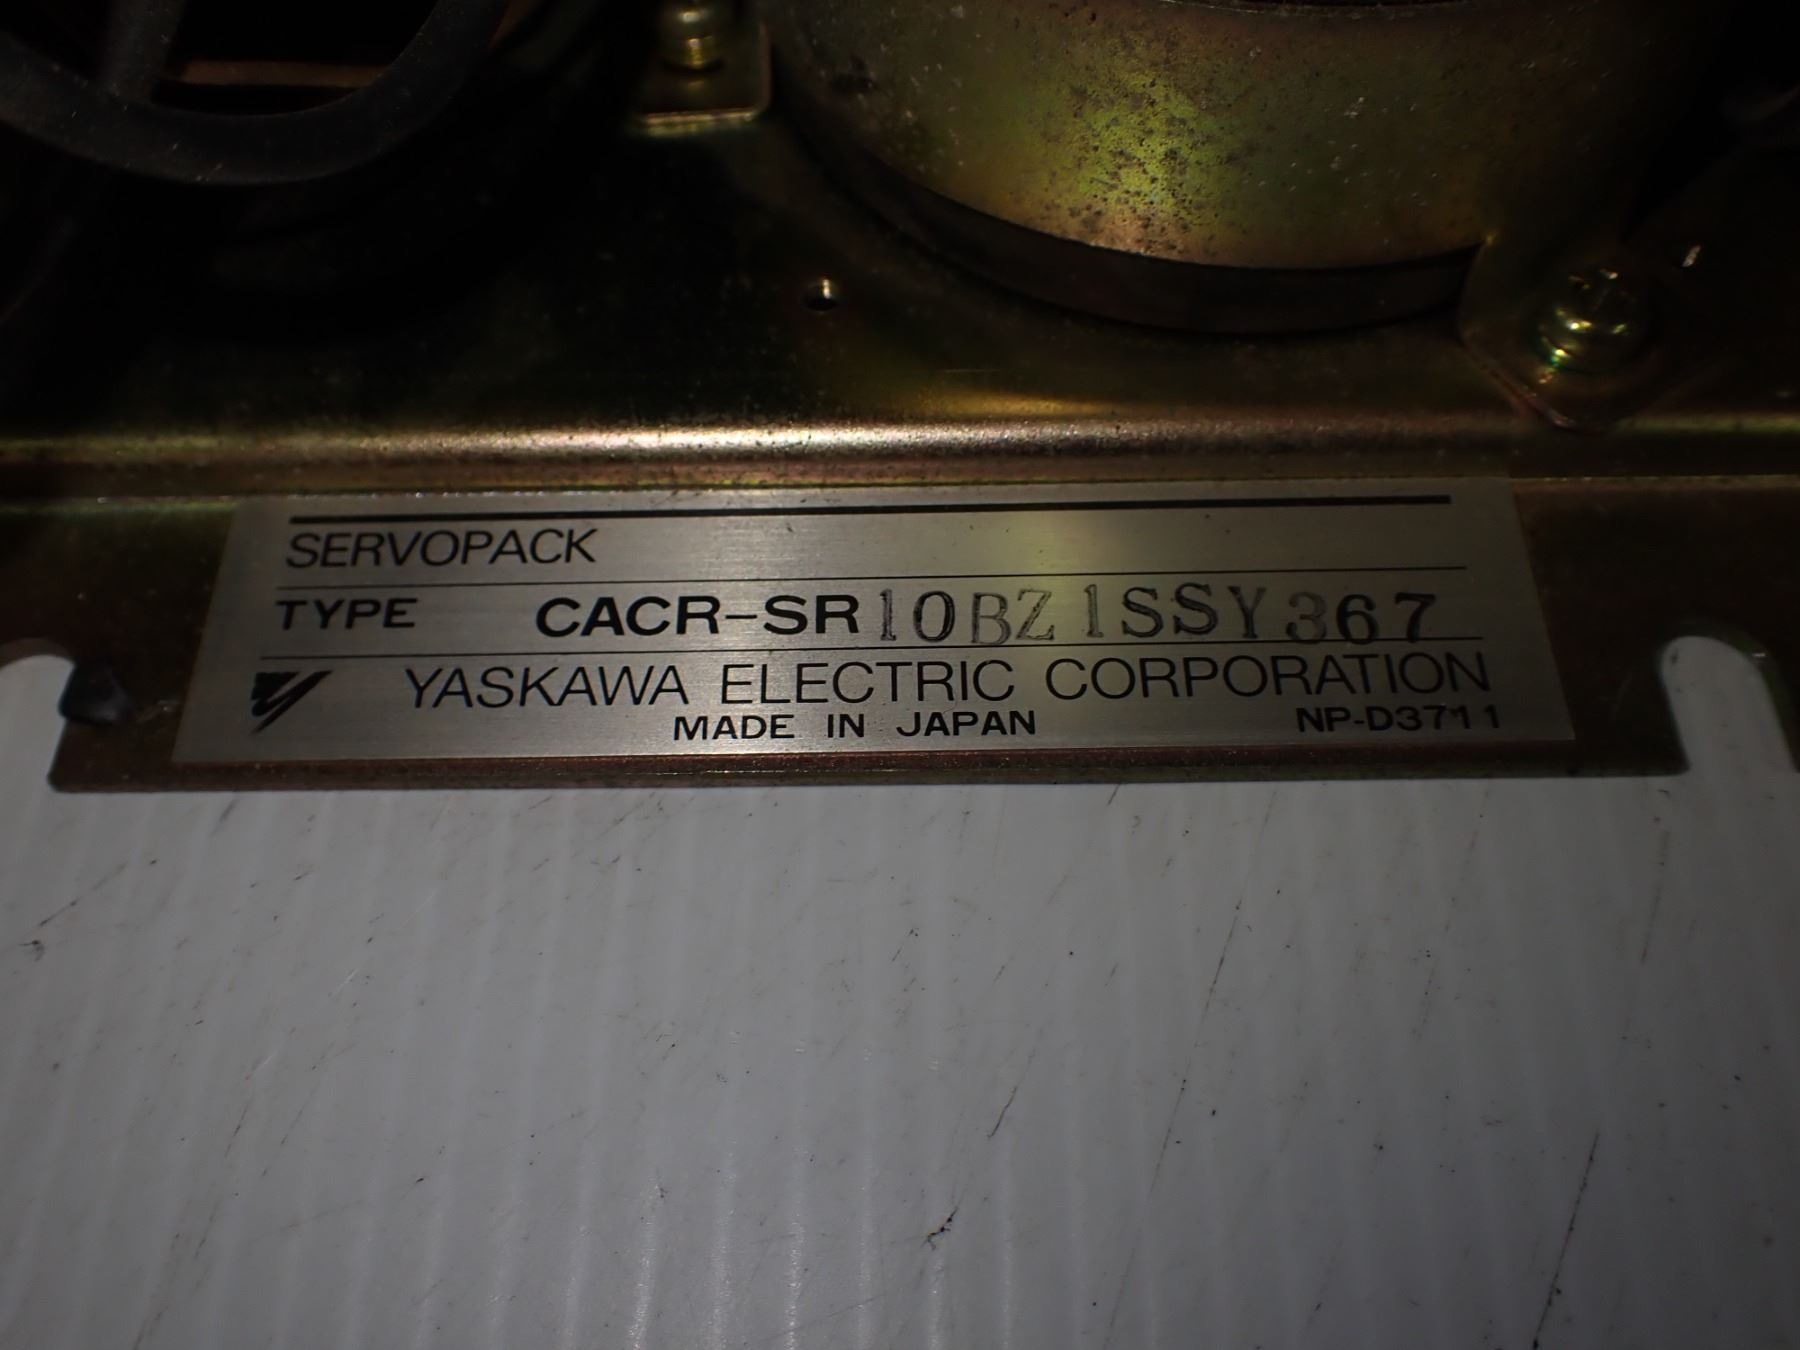 SERVOPACK
TYPE CACR-SR10BZ1SSY367
YASKAWA ELECTRIC CORPORATION
MADE IN JAPAN NP-D3711